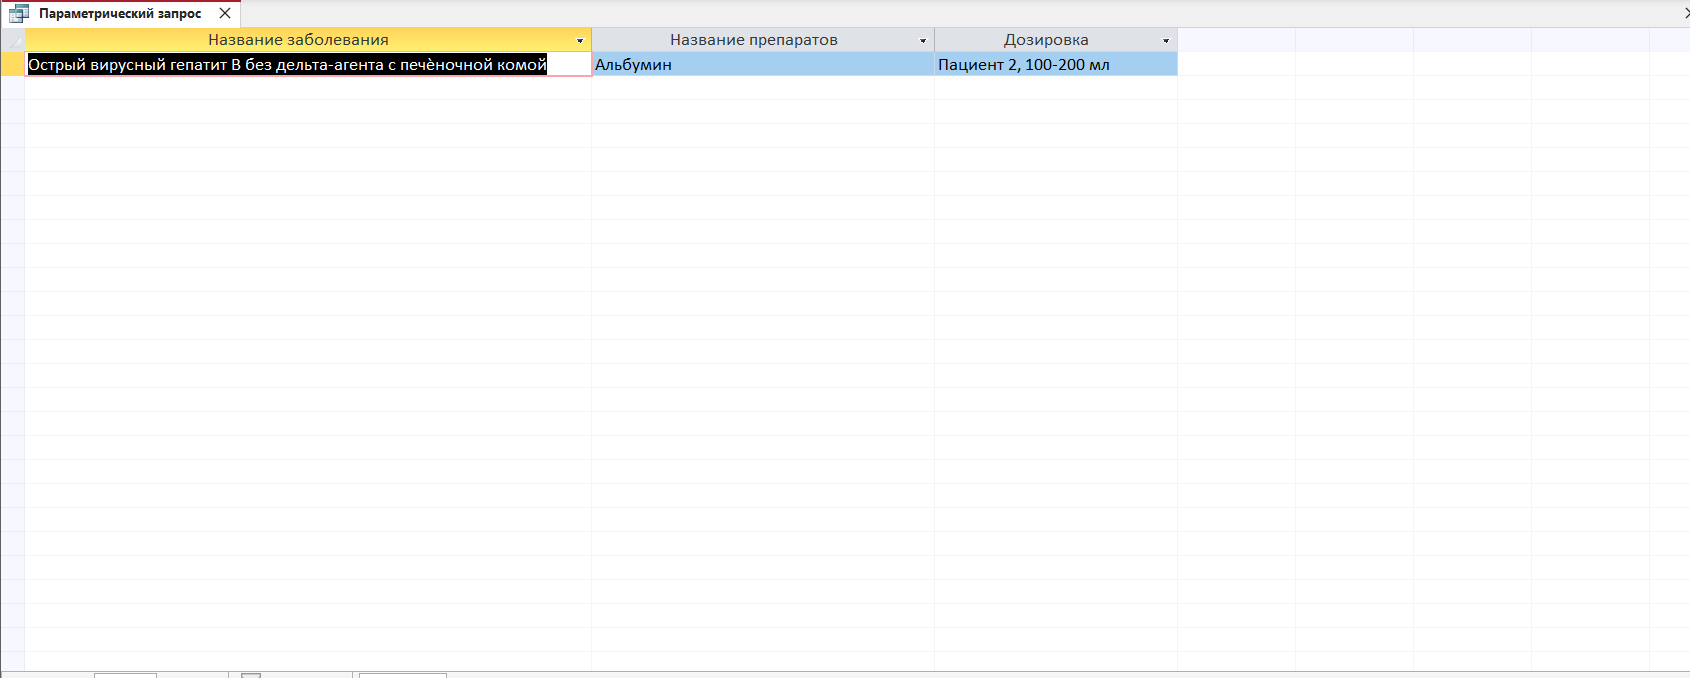 Параметрический запрос
Название заболевания Название препаратов Дозировка
Острый вирусный гепатит В без дельта-агента с печѐночной комой Альбумин Пациент 2, 100-200 мл